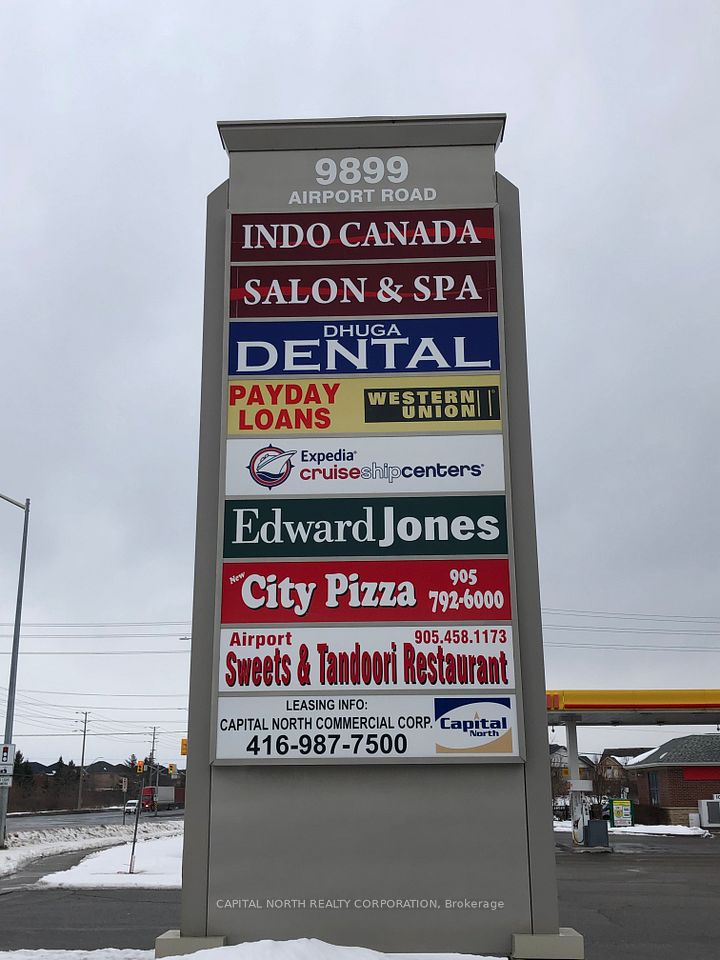 9899
AIRPORT ROAD
INDO CANADA
SALON & SPA
DHUGA
DENTAL
PAYDAY
LOANS
WESTERN
UNION
Expedia®
cruiseshipcenters®
Edward Jones
New City Pizza
905
792-6000
Airport
905.458.1173
Sweets & Tandoori Restaurant
LEASING INFO:
CAPITAL NORTH COMMERCIAL CORP.
416-987-7500
Capital
North
CAPITAL NORTH REALTY CORPORATION, Brokerage